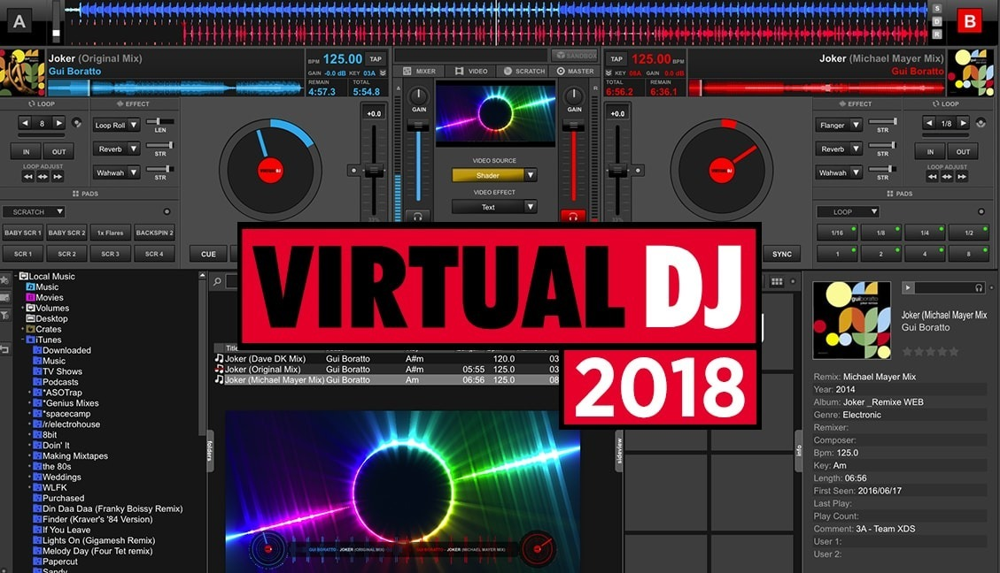 A
S
D
R
B
Joker (Original Mix)
Gui Boratto
BPM 125.00 TAP
GAIN -0.0 dB KEY 03A
REMAIN TOTAL
4:57.3 5:54.8
MIXER VIDEO SCRATCH MASTER
SANDBOX
TAP 125.00 BPM
KEY 08A GAIN
TOTAL REMAIN
6:56.2 6:36.1
Joker (Michael Mayer Mix)
Gui Boratto
LOOP
8
IN OUT
LOOP ADJUST
EFFECT
Loop Roll LEN
Reverb STR
Wahwah STR
PADS
SCRATCH
BABY SCR 1 BABY SCR 2 1x Flares BACKSPIN 2
SCR 1 SCR 2 SCR 3 SCR 4
VIRTUAL DJ
+0.0
CUE
A
GAIN
VIDEO SOURCE
Shader
VIDEO EFFECT
Text
GAIN
+0.0
VIRTUAL DJ
SYNC
EFFECT
Flanger STR
Reverb STR
Wahwah STR
LOOP
1/8
IN OUT
LOOP ADJUST
PADS
LOOP
1/16 1/8 1/4 1/2
1 2 4 8
VIRTUAL DJ
2018
Local Music
Music
Movies
Volumes
Desktop
Crates
iTunes
Downloaded
Music
TV Shows
Podcasts
*ASOTrap
*Genius Mixes
*spacecamp
/r/electrohouse
8bit
Doin' It
Making Mixtapes
the 80s
Weddings
WLFK
Purchased
Din Daa Daa (Franky Boissy Remix)
Finder (Kraver's '84 Version)
If You Leave
Lights On (Gigamesh Remix)
Melody Day (Four Tet remix)
Papercut
Sandy
folders
Joker (Dave DK Mix) Gui Boratto A#m 120.0 03
Joker (Original Mix) Gui Boratto A#m 05:55 125.0 03
Joker (Michael Mayer Mix) Gui Boratto Am 06:56 125.0
GUI BORATTO - JOKER (ORIGINAL MIX)
GUI BORATTO - JOKER (MICHAEL MAYER MIX)
sideview
info
Joker (Michael Mayer Mix
Gui Boratto
Remix: Michael Mayer Mix
Year: 2014
Album: Joker _Remixe WEB
Genre: Electronic
Remixer:
Composer:
Bpm: 125.0
Key: Am
Length: 06:56
First Seen: 2016/06/17
Last Play:
Play Count:
Comment: 3A - Team XDS
User 1:
User 2: